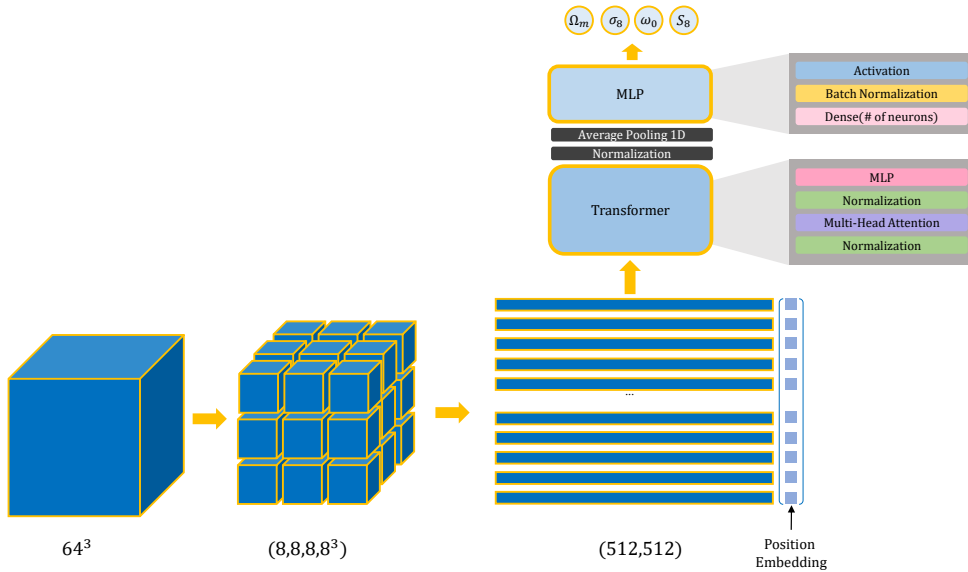 Ωₘ σ₈ ω₀ S₈
MLP
Average Pooling 1D
Normalization
Transformer
Activation
Batch Normalization
Dense(# of neurons)
MLP
Normalization
Multi-Head Attention
Normalization
...
64³
(8,8,8,8³)
(512,512)
Position
Embedding